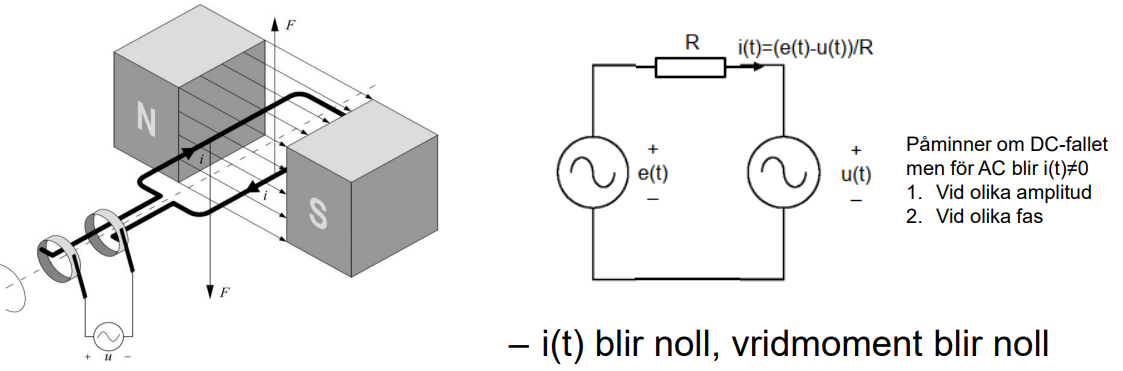 F
N
i
i
S
F
+ u −
R
i(t)=(e(t)-u(t))/R
+
e(t)
−
+
u(t)
−
Påminner om DC-fallet
men för AC blir i(t)≠0
1. Vid olika amplitud
2. Vid olika fas
– i(t) blir noll, vridmoment blir noll